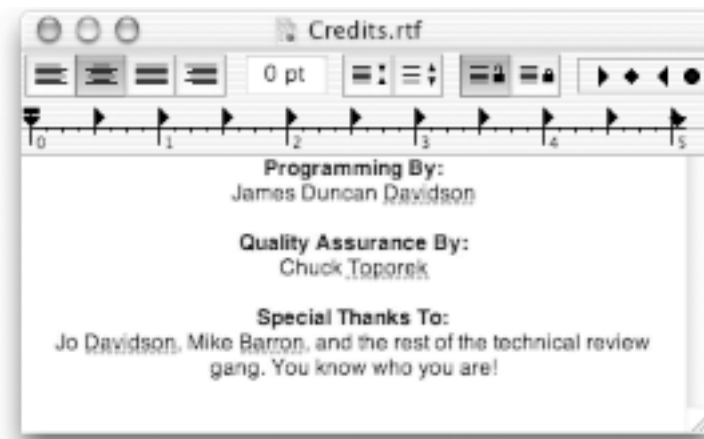 Credits.rtf
0 pt
0 1 2 3 4 5
Programming By:
James Duncan Davidson
Quality Assurance By:
Chuck Toporek
Special Thanks To:
Jo Davidson, Mike Barron, and the rest of the technical review
gang. You know who you are!